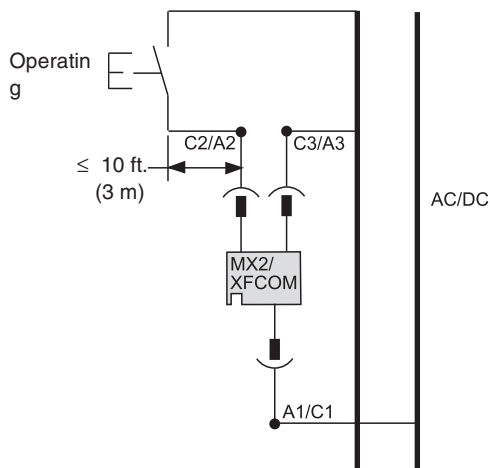 Operatin
g
C2/A2
C3/A3
≤ 10 ft.
(3 m)
AC/DC
MX2/
XFCOM
A1/C1